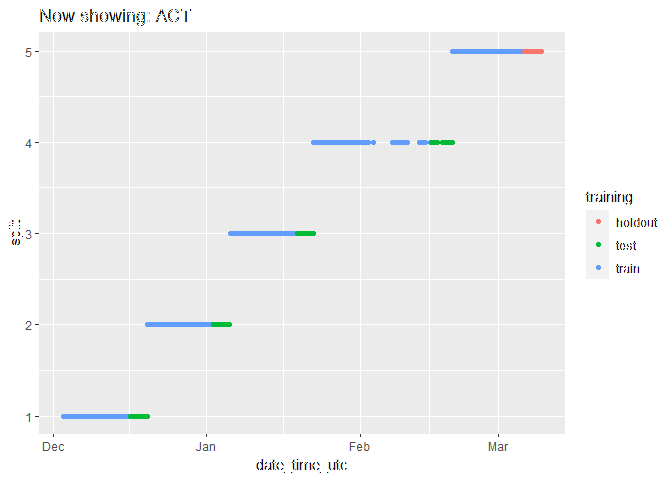 Now showing: ACT
5
4
3
2
1
Dec
Jan
Feb
Mar
date_time_utc
training
holdout
test
train